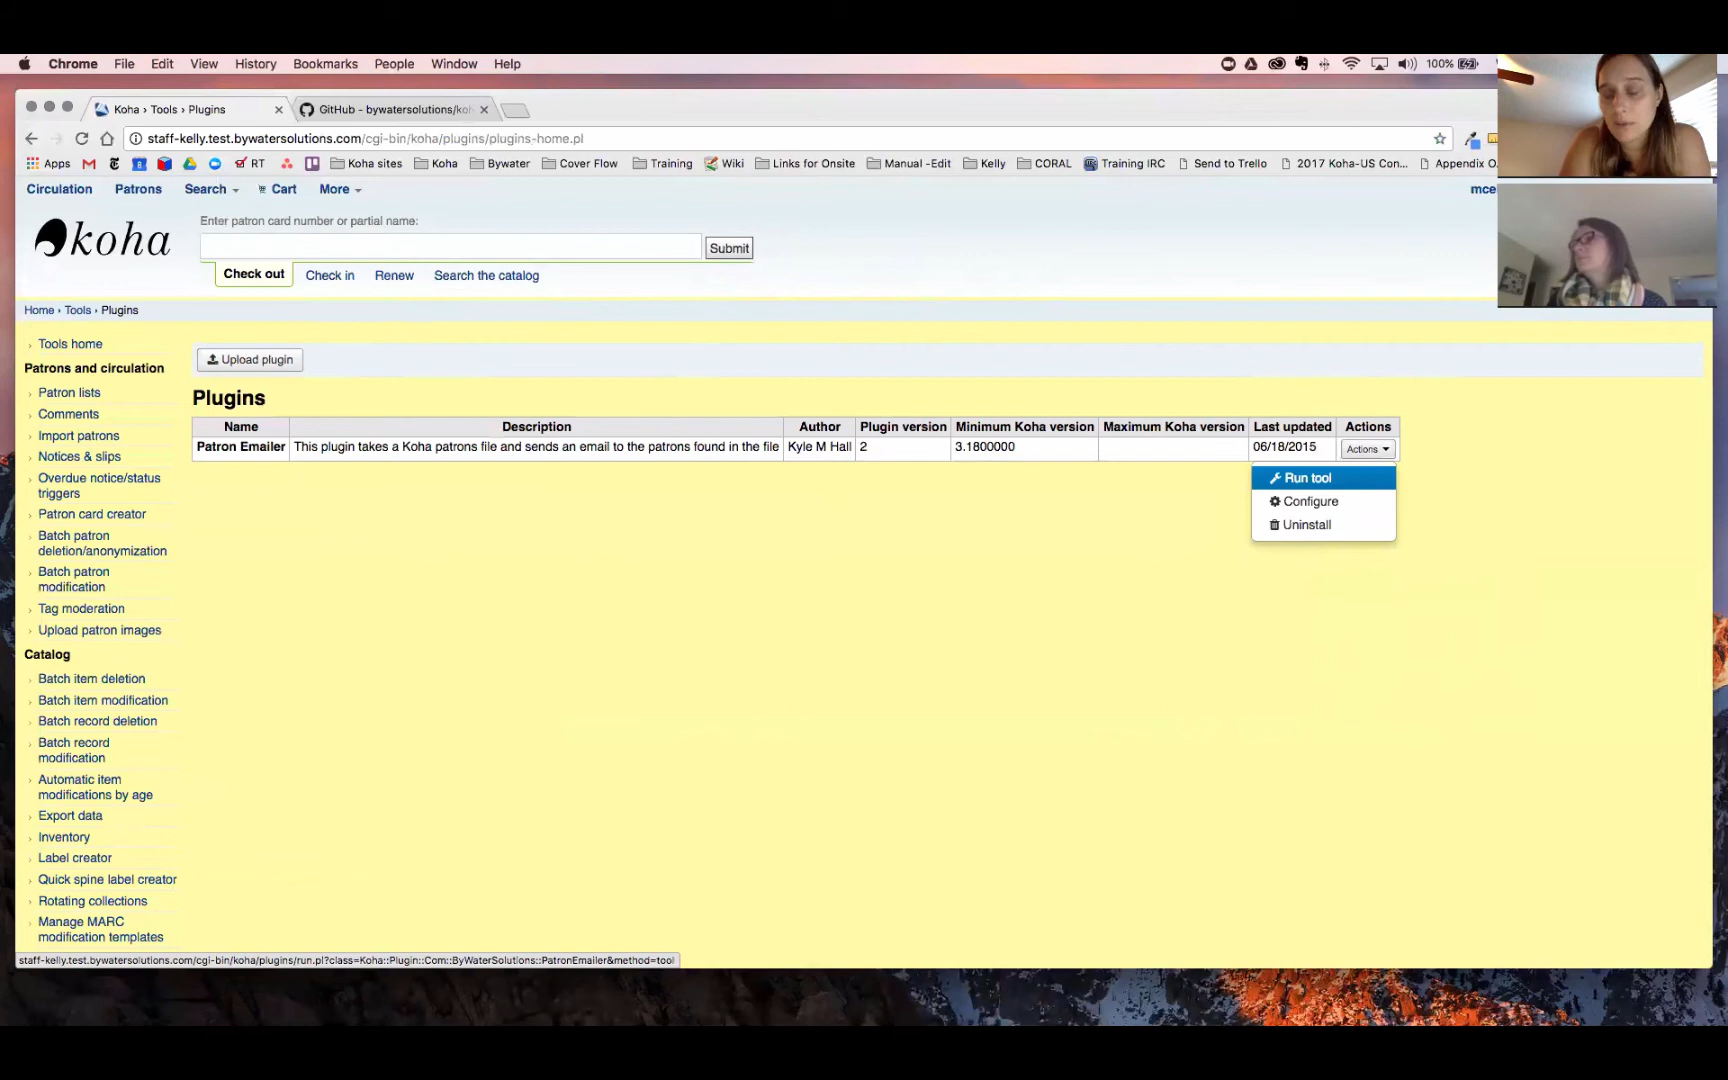 Chrome File Edit View History Bookmarks People Window Help 100%
Koha › Tools › Plugins GitHub - bywatersolutions/koh
staff-kelly.test.bywatersolutions.com/cgi-bin/koha/plugins/plugins-home.pl
Apps RT Koha sites Koha Bywater Cover Flow Training Wiki Links for Onsite Manual -Edit Kelly CORAL Training IRC Send to Trello 2017 Koha-US Con... Appendix O
Circulation Patrons Search Cart More mce
Enter patron card number or partial name:
koha
Submit
Check out Check in Renew Search the catalog
Home › Tools › Plugins
Tools home
Patrons and circulation
Patron lists
Comments
Import patrons
Notices & slips
Overdue notice/status
triggers
Patron card creator
Batch patron
deletion/anonymization
Batch patron
modification
Tag moderation
Upload patron images
Catalog
Batch item deletion
Batch item modification
Batch record deletion
Batch record
modification
Automatic item
modifications by age
Export data
Inventory
Label creator
Quick spine label creator
Rotating collections
Manage MARC
modification templates
Upload plugin
Plugins
Name Description Author Plugin version Minimum Koha version Maximum Koha version Last updated Actions
Patron Emailer This plugin takes a Koha patrons file and sends an email to the patrons found in the file Kyle M Hall 2 3.1800000 06/18/2015 Actions
Run tool
Configure
Uninstall
staff-kelly.test.bywatersolutions.com/cgi-bin/koha/plugins/run.pl?class=Koha::Plugin::Com::ByWaterSolutions::PatronEmailer&method=tool